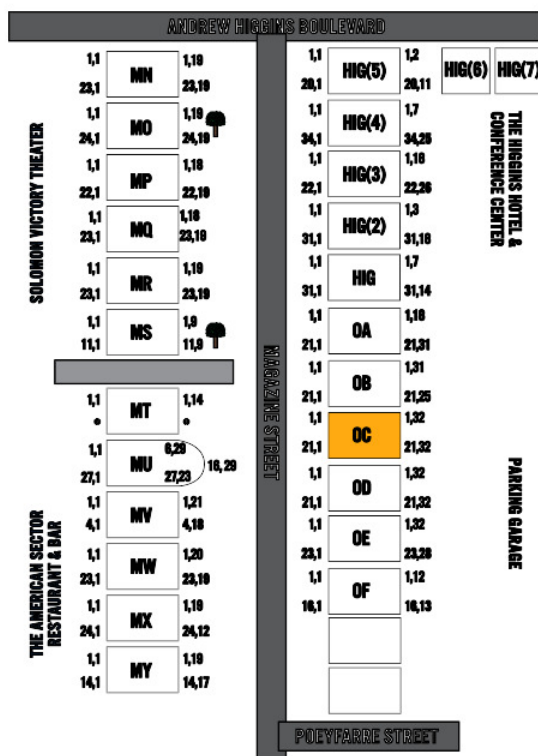 ANDREW HIGGINS BOULEVARD
SOLOMON VICTORY THEATER
1,1 1,19
MN
23,1 23,19
1,1 1,19
MO
24,1 24,19
1,1 1,18
MP
22,1 22,19
1,1 1,18
MQ
23,1 23,19
1,1 1,19
MR
23,1 23,19
1,1 1,9
MS
11,1 11,9
THE AMERICAN SECTOR
RESTAURANT & BAR
1,1 1,14
MT
1,1 6,29
MU 16,29
27,1 27,23
1,1 1,21
MV
4,1 4,18
1,1 1,20
MW
23,1 23,19
1,1 1,19
MX
24,1 24,12
1,1 1,19
MY
14,1 14,17
MAGAZINE STREET
1,1 1,2
HIG(5) HIG(6) HIG(7)
20,1 20,11
1,1 1,7
HIG(4)
34,1 34,25
1,1 1,16
HIG(3)
22,1 22,26
1,1 1,3
HIG(2)
31,1 31,16
1,1 1,7
HIG
31,1 31,14
1,1 1,16
OA
21,1 21,31
1,1 1,31
OB
21,1 21,25
1,1 1,32
OC
21,1 21,32
1,1 1,32
OD
21,1 21,32
1,1 1,32
OE
23,1 23,28
1,1 1,12
OF
16,1 16,13
THE HIGGINS HOTEL &
CONFERENCE CENTER
PARKING GARAGE
POEYFARRE STREET